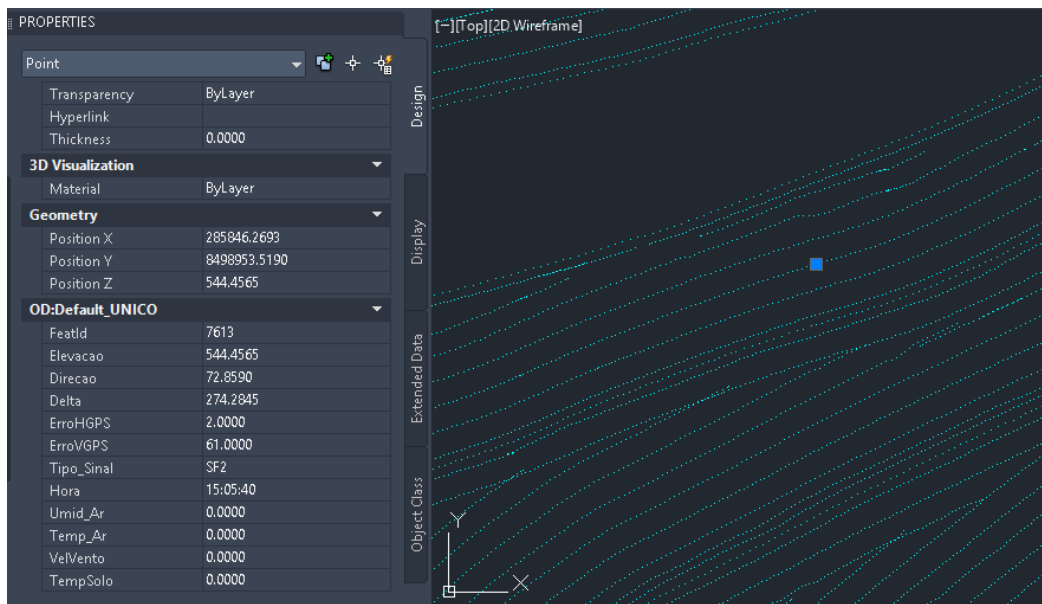 PROPERTIES
[−][Top][2D Wireframe]
Point
Transparency ByLayer
Hyperlink
Thickness 0.0000
3D Visualization
Material ByLayer
Geometry
Position X 285846.2693
Position Y 8498953.5190
Position Z 544.4565
OD:Default_UNICO
FeatId 7613
Elevacao 544.4565
Direcao 72.8590
Delta 274.2845
ErroHGPS 2.0000
ErroVGPS 61.0000
Tipo_Sinal SF2
Hora 15:05:40
Umid_Ar 0.0000
Temp_Ar 0.0000
VelVento 0.0000
TempSolo 0.0000
Design
Display
Extended Data
Object Class
Y
X